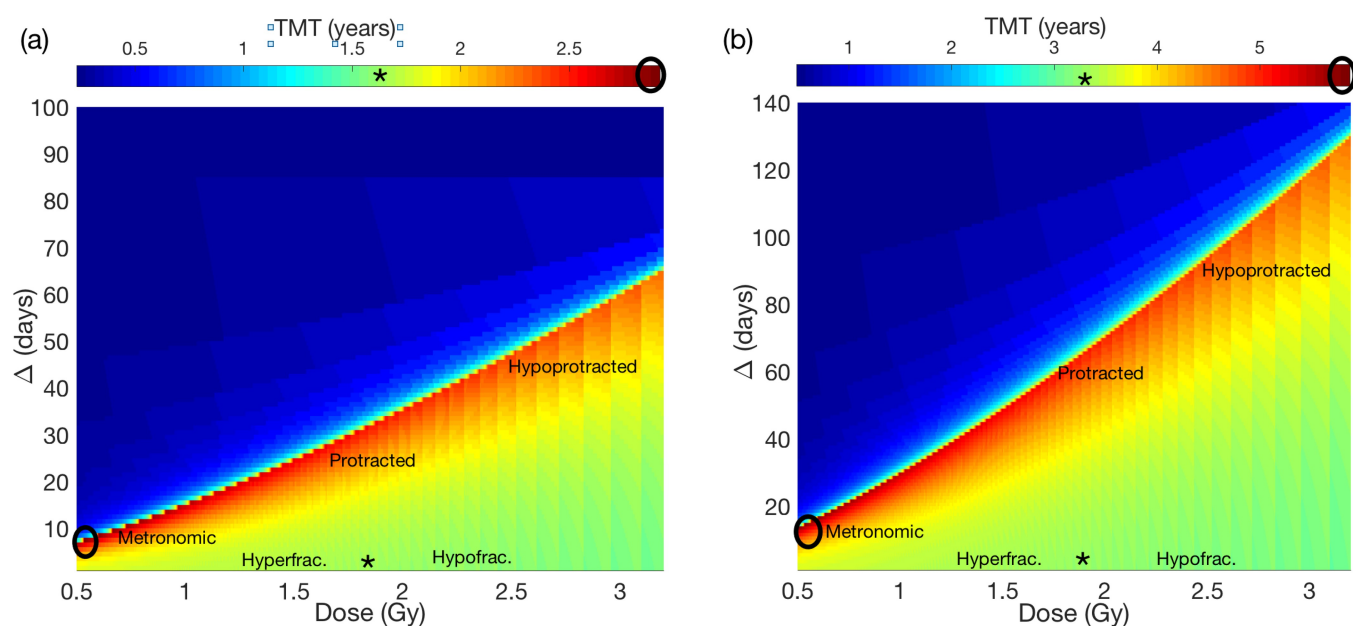 (a)
TMT (years)
0.5 1 1.5 2 2.5
*
100
90
80
70
60
50
40
30
20
10
Δ (days)
Hypoprotracted
Protracted
Metronomic
Hyperfrac. * Hypofrac.
0.5 1 1.5 2 2.5 3
Dose (Gy)
(b)
TMT (years)
1 2 3 4 5
*
140
120
100
80
60
40
20
Δ (days)
Hypoprotracted
Protracted
Metronomic
Hyperfrac. * Hypofrac.
0.5 1 1.5 2 2.5 3
Dose (Gy)